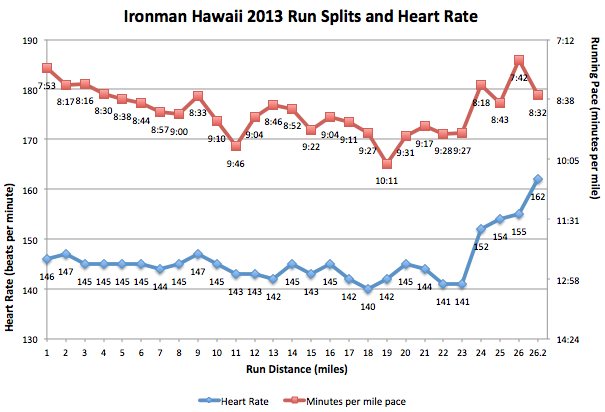 Ironman Hawaii 2013 Run Splits and Heart Rate
Heart Rate (beats per minute)
190
180
170
160
150
140
130
7:53 8:17 8:16 8:30 8:38 8:44 8:57 9:00 8:33 9:10 9:46 9:04 8:46 8:52 9:22 9:04 9:11 9:27 10:11 9:31 9:17 9:28 9:27 8:18 8:43 7:42 8:32
146 147 145 145 145 145 144 145 147 145 143 143 142 145 143 145 142 140 142 145 144 141 141 152 154 155 162
7:12
8:38
10:05
11:31
12:58
14:24
Running Pace (minutes per mile)
1 2 3 4 5 6 7 8 9 10 11 12 13 14 15 16 17 18 19 20 21 22 23 24 25 26 26.2
Run Distance (miles)
Heart Rate Minutes per mile pace